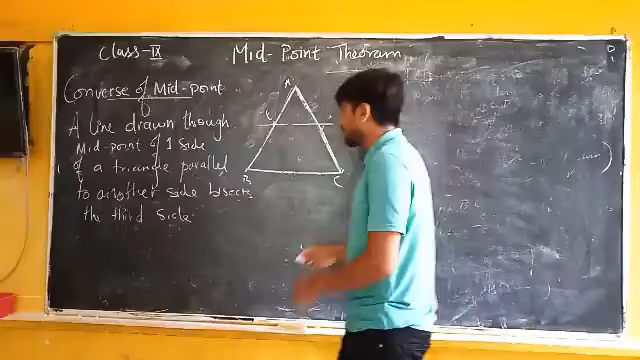 Class-IX
Mid-Point Theoram
Converse of Mid-point
A line drawn through
Mid-point of 1 side
of a triangle parallel
to another side bisects
the third side.
A
B
C